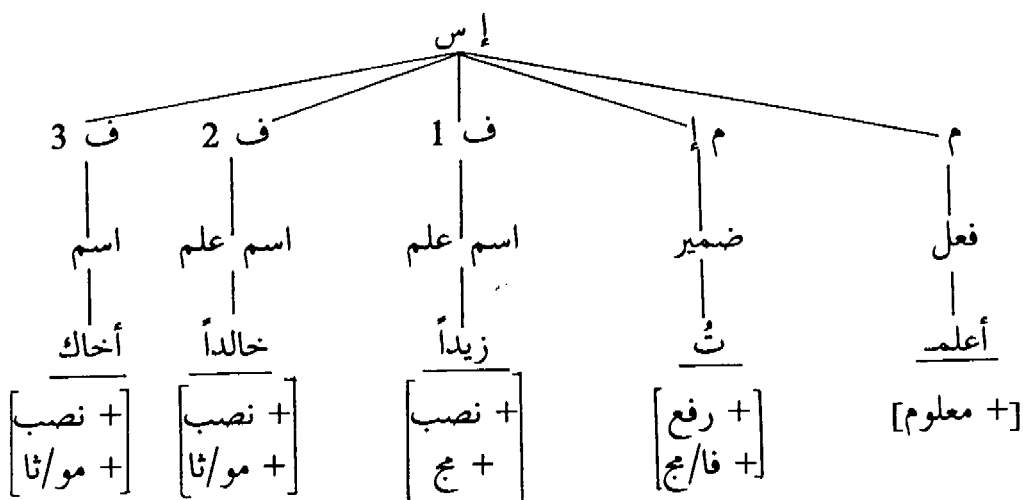 إ س
م م إ ف 1 ف 2 ف 3
فعل ضمير اسم علم اسم علم اسم
أعلمـ تُ زيداً خالداً أخاك
[+ معلوم] [+ رفع [+ نصب [+ نصب [+ نصب
+ فا/مج] + مج] + مو/ثا] + مو/ثا]